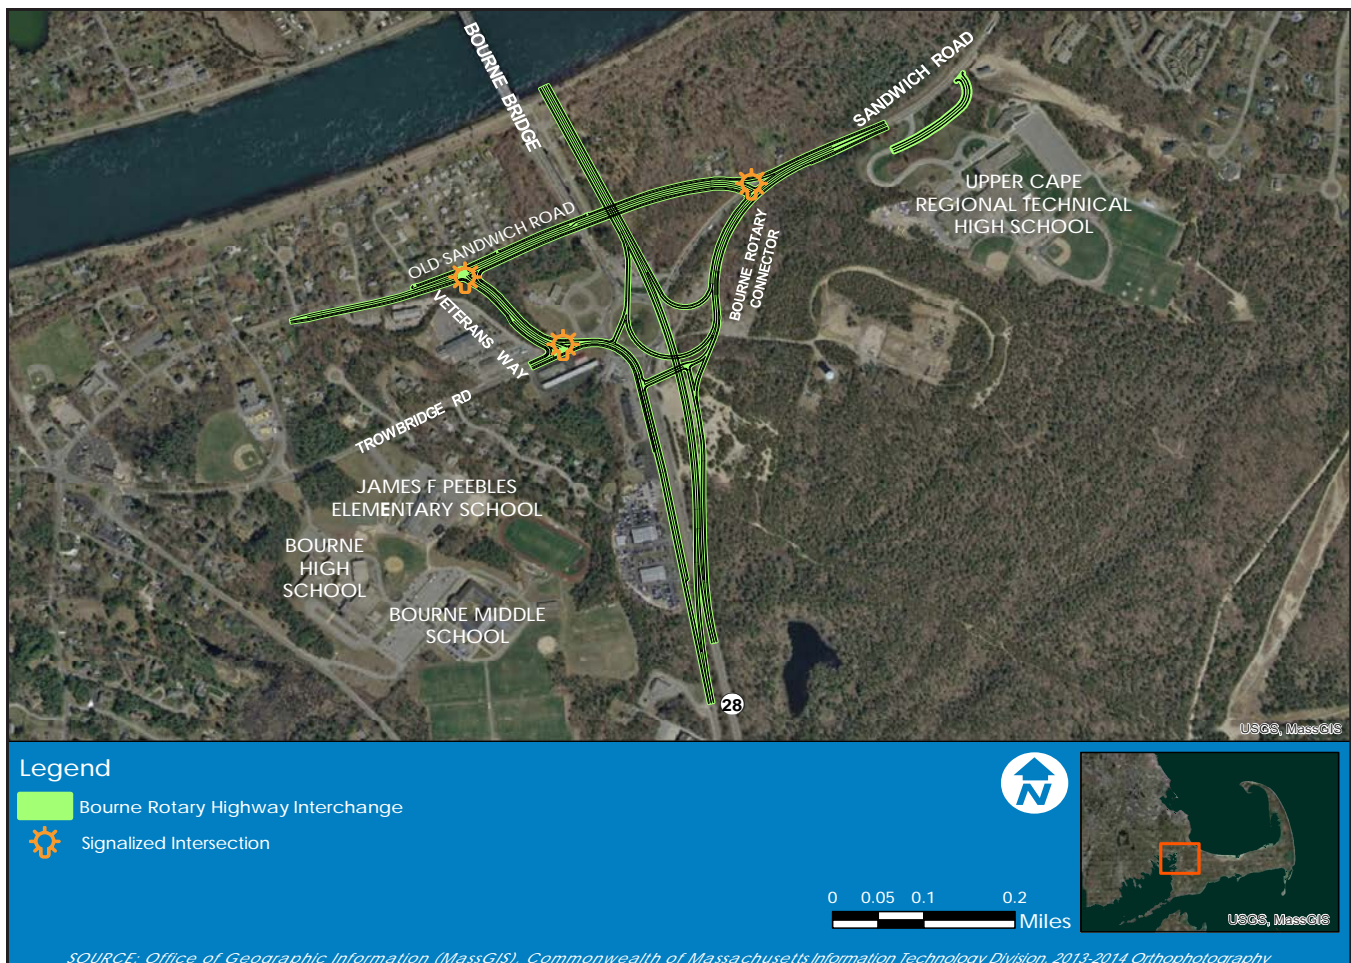 BOURNE BRIDGE
SANDWICH ROAD
UPPER CAPE
REGIONAL TECHNICAL
HIGH SCHOOL
OLD SANDWICH ROAD
BOURNE ROTARY
CONNECTOR
VETERANS WAY
TROWBRIDGE RD
JAMES F PEEBLES
ELEMENTARY SCHOOL
BOURNE
HIGH
SCHOOL
BOURNE MIDDLE
SCHOOL
28
USGS, MassGIS
Legend
Bourne Rotary Highway Interchange
Signalized Intersection
N
0 0.05 0.1 0.2
Miles
USGS, MassGIS
SOURCE: Office of Geographic Information (MassGIS), Commonwealth of Massachusetts Information Technology Division, 2013-2014 Orthophotography